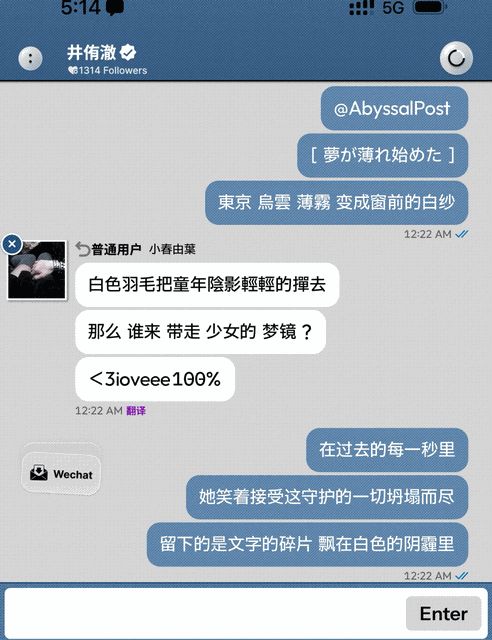 5:14 5G
井侑澈
1314 Followers
@AbyssalPost
[ 夢が薄れ始めた ]
東京 烏雲 薄霧 变成窗前的白纱
12:22 AM
普通用户 小春由葉
白色羽毛把童年陰影輕輕的撣去
那么 谁来 带走 少女的 梦镜？
<3ioveee100%
12:22 AM 翻译
在过去的每一秒里
Wechat
她笑着接受这守护的一切坍塌而尽
留下的是文字的碎片 飘在白色的阴霾里
12:22 AM
Enter